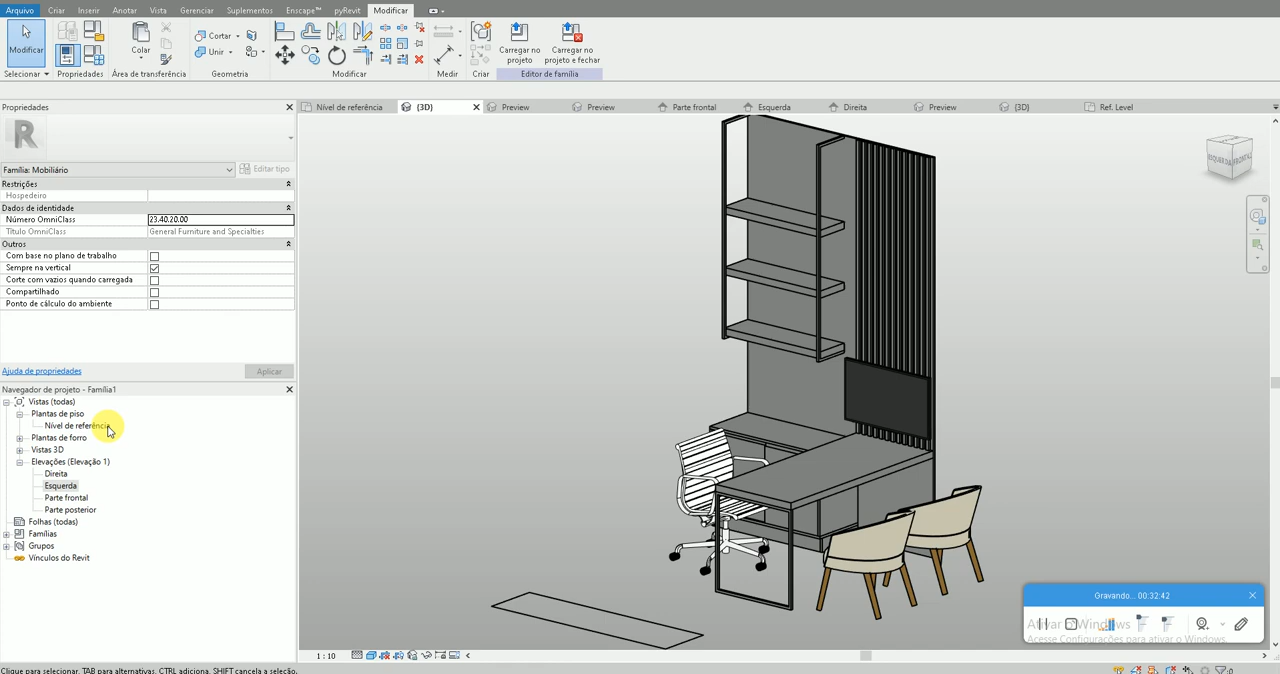 Arquivo Criar Inserir Anotar Vista Gerenciar Suplementos Enscape™ pyRevit Modificar
Modificar
Colar
Cortar
Unir
Carregar no projeto
Carregar no projeto e fechar
Selecionar Propriedades Área de transferência Geometria Modificar Medir Criar Editor de família
Propriedades
Nível de referência {3D} Preview Preview Parte frontal Esquerda Direita Preview {3D} Ref. Level
R
Família: Mobiliário Editar tipo
Restrições
Hospedeiro
Dados de identidade
Número OmniClass 23.40.20.00
Título OmniClass General Furniture and Specialties
Outros
Com base no plano de trabalho
Sempre na vertical
Corte com vazios quando carregada
Compartilhado
Ponto de cálculo do ambiente
Ajuda de propriedades Aplicar
Navegador de projeto - Família1
Vistas (todas)
Plantas de piso
Nível de referência
Plantas de forro
Vistas 3D
Elevações (Elevação 1)
Direita
Esquerda
Parte frontal
Parte posterior
Folhas (todas)
Famílias
Grupos
Vínculos do Revit
ESQUERDA FRONTAL
Gravando... 00:32:42
Ativar o Windows
Acesse Configurações para ativar o Windows.
1 : 10
Clique para selecionar, TAB para alternativas, CTRL adiciona, SHIFT cancela a seleção.
:0